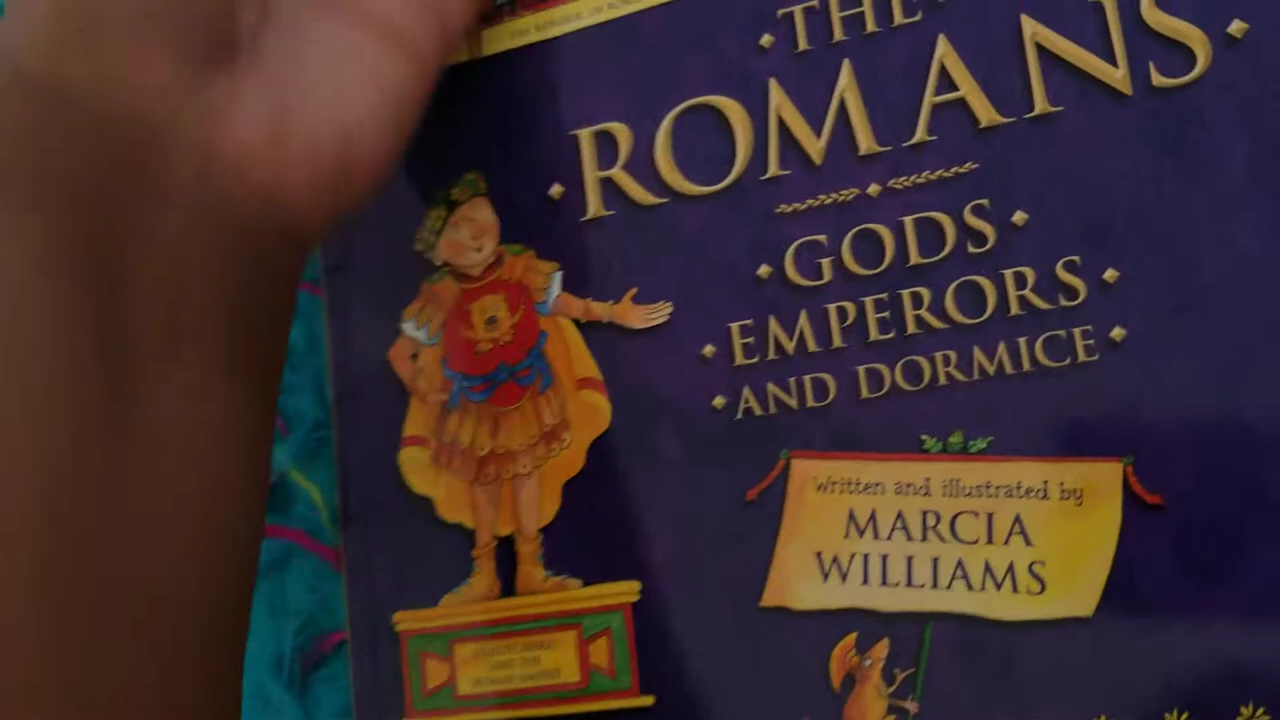 THE
ROMANS
GODS
EMPERORS
AND DORMICE
Written and illustrated by
MARCIA
WILLIAMS